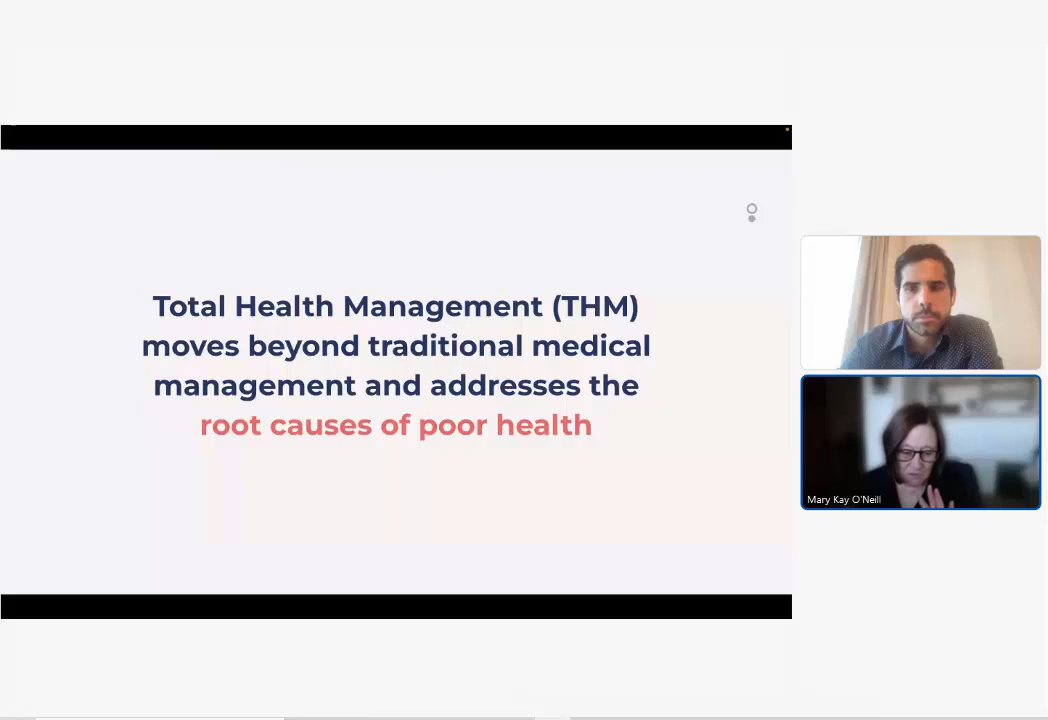 Total Health Management (THM)
moves beyond traditional medical
management and addresses the
root causes of poor health
Mary Kay O'Neill